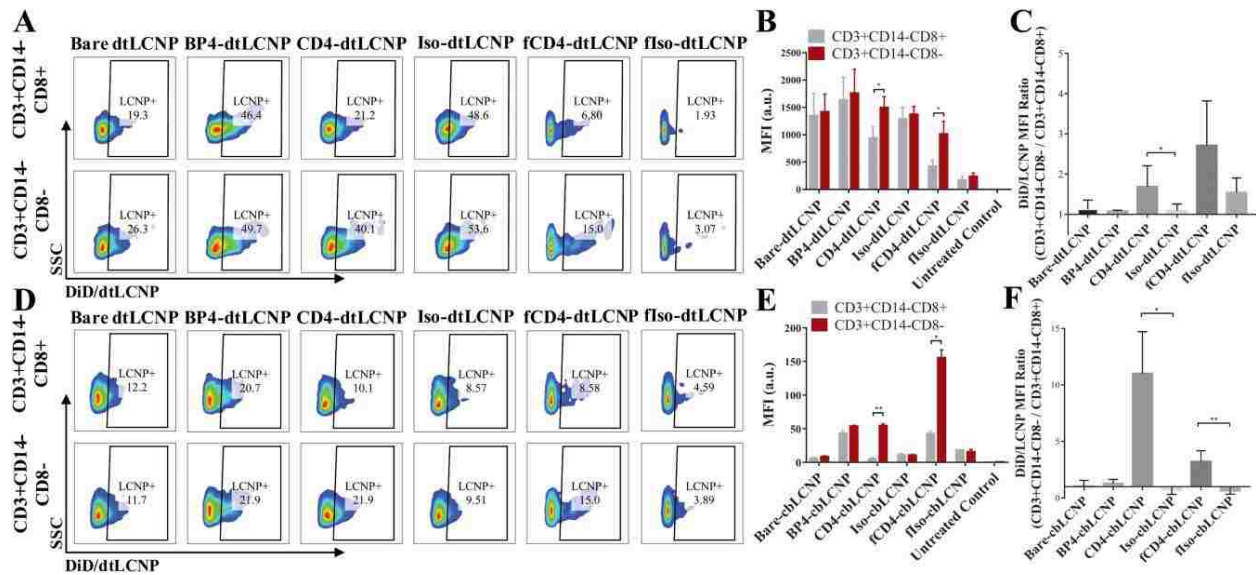 A
Bare dtLCNP BP4-dtLCNP CD4-dtLCNP Iso-dtLCNP fCD4-dtLCNP fIso-dtLCNP
CD3+CD14-
CD8+
LCNP+ LCNP+ LCNP+ LCNP+ LCNP+ LCNP+
19.3 46.4 21.2 48.6 6.80 1.93
CD3+CD14-
CD8-
LCNP+ LCNP+ LCNP+ LCNP+ LCNP+ LCNP+
26.3 49.7 40.1 53.6 15.0 3.07
SSC
DiD/dtLCNP
B
CD3+CD14-CD8+
CD3+CD14-CD8-
MFI (a.u.)
2500
2000
1500
1000
500
0
* *
Bare-dtLCNP
BP4-dtLCNP
CD4-dtLCNP
Iso-dtLCNP
fCD4-dtLCNP
fIso-dtLCNP
Untreated Control
C
DiD/LCNP MFI Ratio
(CD3+CD14-CD8- / CD3+CD14-CD8+)
5
4
3
2
1
*
Bare-dtLCNP
BP4-dtLCNP
CD4-dtLCNP
Iso-dtLCNP
fCD4-dtLCNP
fIso-dtLCNP
D
Bare dtLCNP BP4-dtLCNP CD4-dtLCNP Iso-dtLCNP fCD4-dtLCNP fIso-dtLCNP
CD3+CD14-
CD8+
LCNP+ LCNP+ LCNP+ LCNP+ LCNP+ LCNP+
12.2 20.7 10.1 8.57 8.58 4.59
CD3+CD14-
CD8-
LCNP+ LCNP+ LCNP+ LCNP+ LCNP+ LCNP+
11.7 21.9 21.9 9.51 15.0 3.89
SSC
DiD/dtLCNP
E
CD3+CD14-CD8+
CD3+CD14-CD8-
MFI (a.u.)
200
150
100
50
0
** *
Bare-cbLCNP
BP4-cbLCNP
CD4-cbLCNP
Iso-cbLCNP
fCD4-cbLCNP
fIso-cbLCNP
Untreated Control
F
DiD/LCNP MFI Ratio
(CD3+CD14-CD8- / CD3+CD14-CD8+)
15
10
5
1
* **
Bare-cbLCNP
BP4-cbLCNP
CD4-cbLCNP
Iso-cbLCNP
fCD4-cbLCNP
fIso-cbLCNP